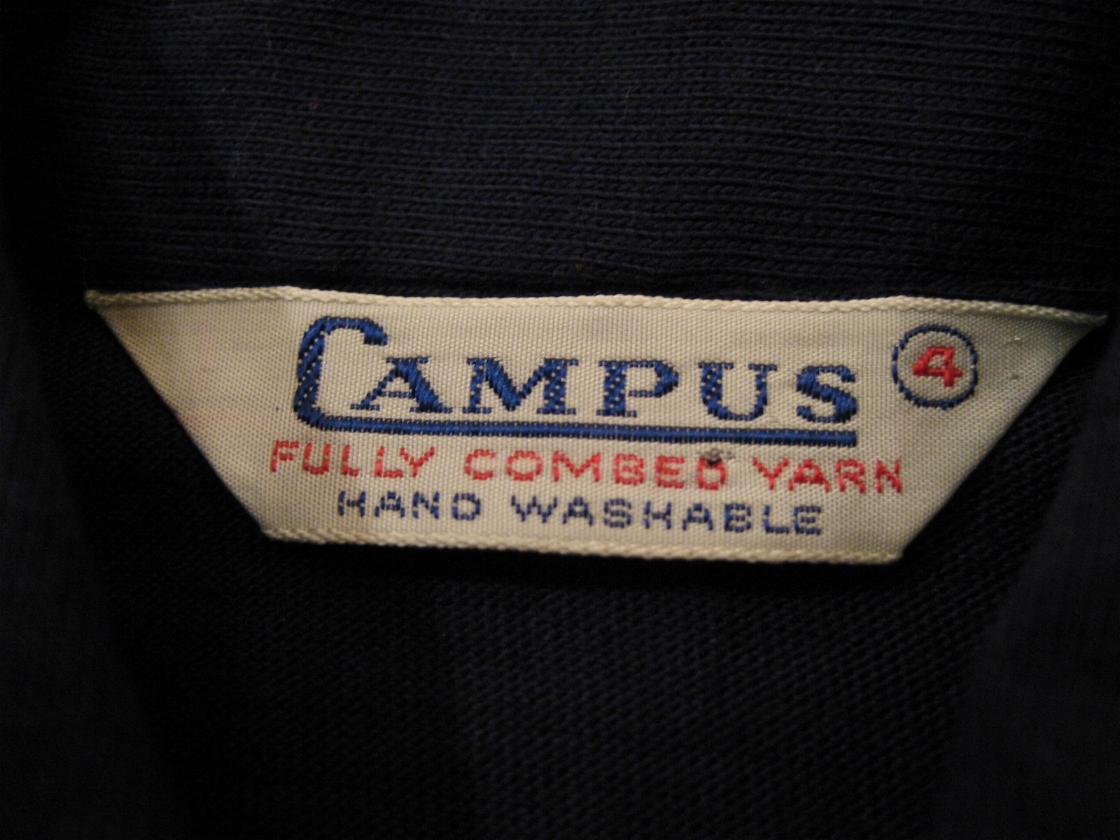 CAMPUS 4
FULLY COMBED YARN
HAND WASHABLE